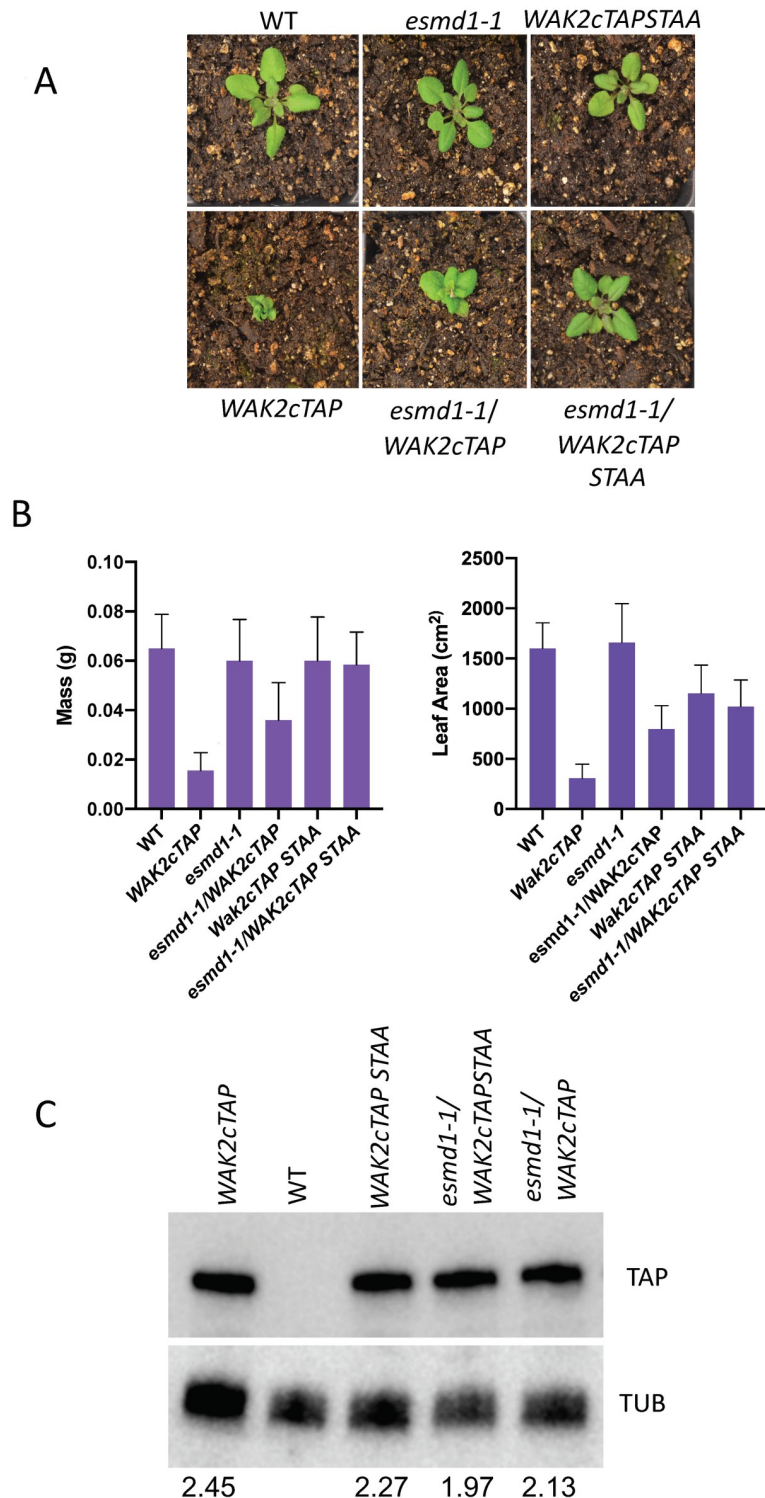 A
WT
esmd1-1
WAK2cTAPSTAA
WAK2cTAP
esmd1-1/
WAK2cTAP
esmd1-1/
WAK2cTAP
STAA
B
Mass (g)
0.10
0.08
0.06
0.04
0.02
0.00
WT
WAK2cTAP
esmd1-1
esmd1-1/WAK2cTAP
Wak2cTAP STAA
esmd1-1/WAK2cTAP STAA
Leaf Area (cm²)
2500
2000
1500
1000
500
0
WT
Wak2cTAP
esmd1-1
esmd1-1/WAK2cTAP
Wak2cTAP STAA
esmd1-1/WAK2cTAP STAA
C
WAK2cTAP
WT
WAK2cTAP STAA
esmd1-1/
WAK2cTAPSTAA
esmd1-1/
WAK2cTAP
TAP
TUB
2.45
2.27
1.97
2.13